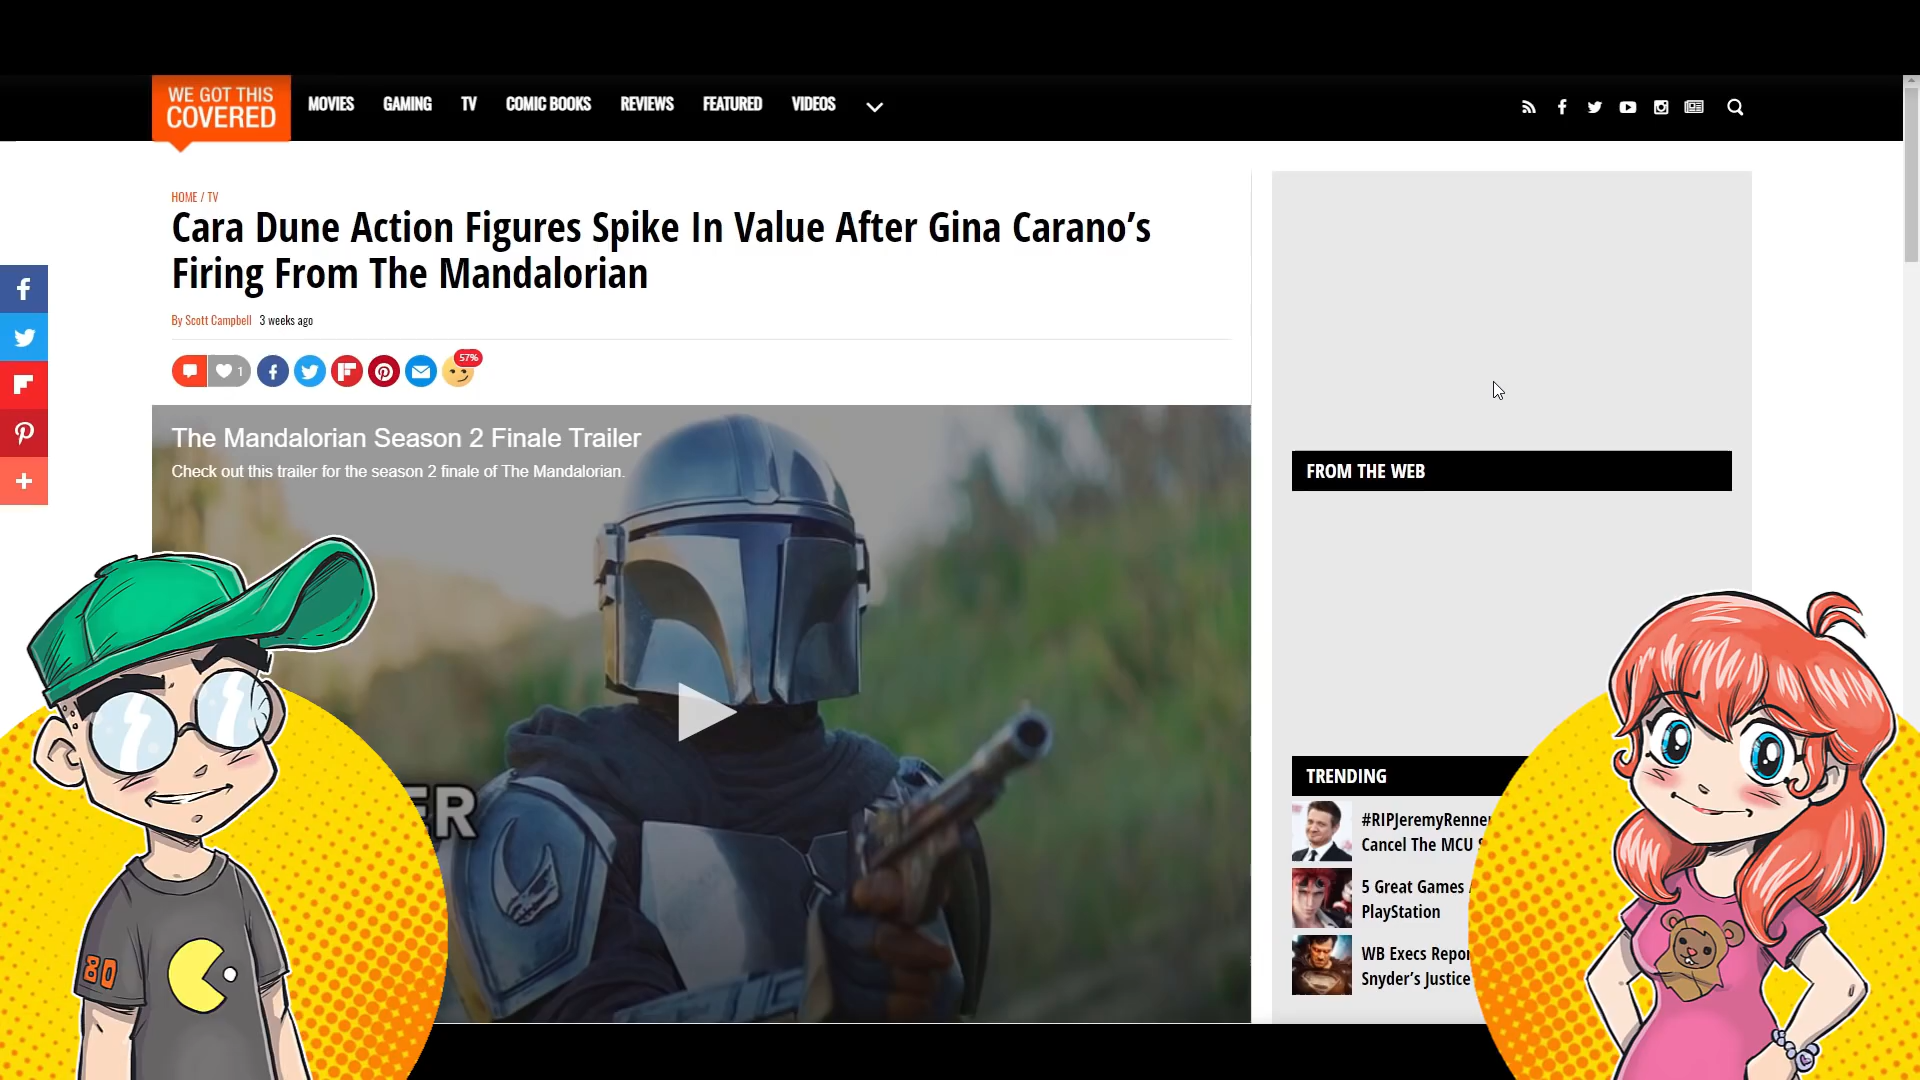 WE GOT THIS
COVERED
MOVIES GAMING TV COMIC BOOKS REVIEWS FEATURED VIDEOS
HOME / TV
Cara Dune Action Figures Spike In Value After Gina Carano’s
Firing From The Mandalorian
By Scott Campbell 3 weeks ago
1
57%
The Mandalorian Season 2 Finale Trailer
Check out this trailer for the season 2 finale of The Mandalorian.
ER
80
FROM THE WEB
TRENDING
#RIPJeremyRenner
Cancel The MCU
5 Great Games
PlayStation
WB Execs
Snyder’s Justice